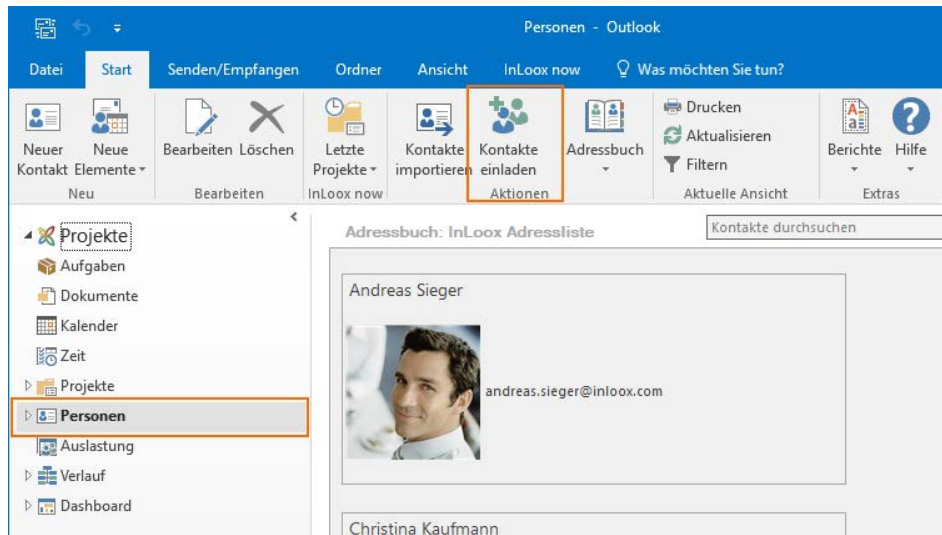 Personen - Outlook
Datei Start Senden/Empfangen Ordner Ansicht InLoox now Was möchten Sie tun?
Neuer Kontakt
Neue Elemente
Neu
Bearbeiten Löschen
Bearbeiten
Letzte Projekte
InLoox now
Kontakte importieren
Kontakte einladen
Aktionen
Adressbuch
Drucken
Aktualisieren
Filtern
Aktuelle Ansicht
Berichte Hilfe
Extras
Projekte
Aufgaben
Dokumente
Kalender
Zeit
Projekte
Personen
Auslastung
Verlauf
Dashboard
Adressbuch: InLoox Adressliste
Kontakte durchsuchen
Andreas Sieger
andreas.sieger@inloox.com
Christina Kaufmann